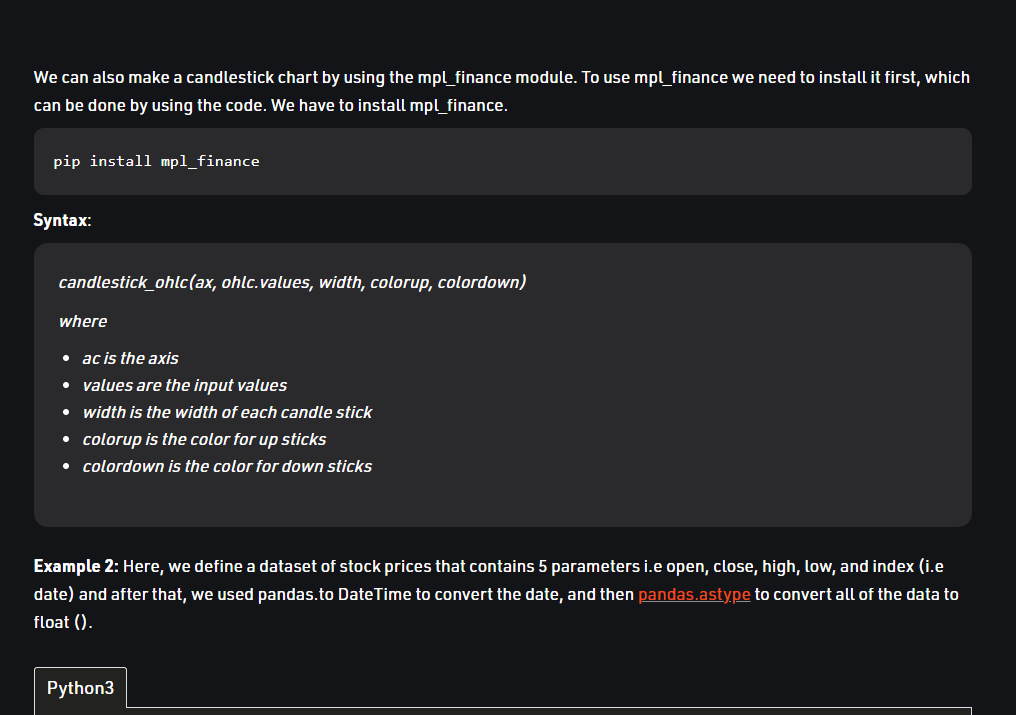 We can also make a candlestick chart by using the mpl_finance module. To use mpl_finance we need to install it first, which
can be done by using the code. We have to install mpl_finance.
pip install mpl_finance
Syntax:
candlestick_ohlc(ax, ohlc.values, width, colorup, colordown)
where
• ac is the axis
• values are the input values
• width is the width of each candle stick
• colorup is the color for up sticks
• colordown is the color for down sticks
Example 2: Here, we define a dataset of stock prices that contains 5 parameters i.e open, close, high, low, and index (i.e
date) and after that, we used pandas.to DateTime to convert the date, and then pandas.astype to convert all of the data to
float ().
Python3